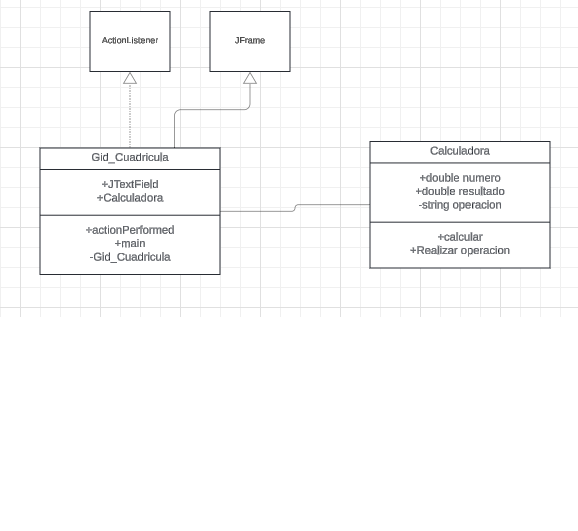 ActionListener
JFrame
Gid_Cuadricula
+JTextField
+Calculadora
+actionPerformed
+main
-Gid_Cuadricula
Calculadora
+double numero
+double resultado
-string operacion
+calcular
+Realizar operacion